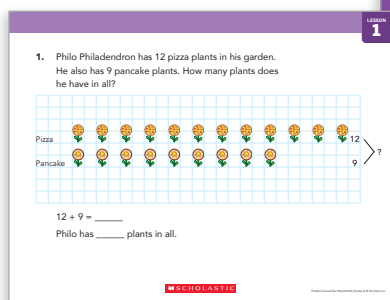 LESSON
1
1. Philo Philadendron has 12 pizza plants in his garden.
He also has 9 pancake plants. How many plants does
he have in all?
Pizza 12
?
Pancake 9
12 + 9 = ______
Philo has ______ plants in all.
SCHOLASTIC